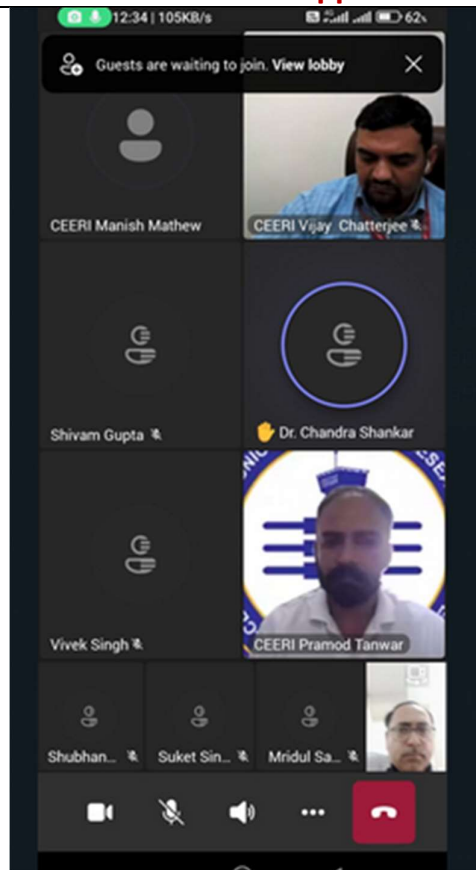 12:34 | 105KB/s 4G 62%
Guests are waiting to join. View lobby
CEERI Manish Mathew
CEERI Vijay Chatterjee
Shivam Gupta
Dr. Chandra Shankar
Vivek Singh
CEERI Pramod Tanwar
Shubhan...
Suket Sin...
Mridul Sa...